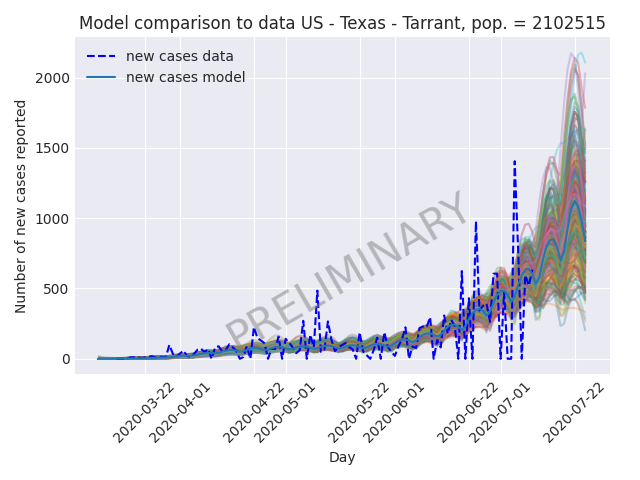 Model comparison to data US - Texas - Tarrant, pop. = 2102515
new cases data
new cases model
Number of new cases reported
2000
1500
1000
500
0
PRELIMINARY
2020-03-22
2020-04-01
2020-04-22
2020-05-01
2020-05-22
2020-06-01
2020-06-22
2020-07-01
2020-07-22
Day